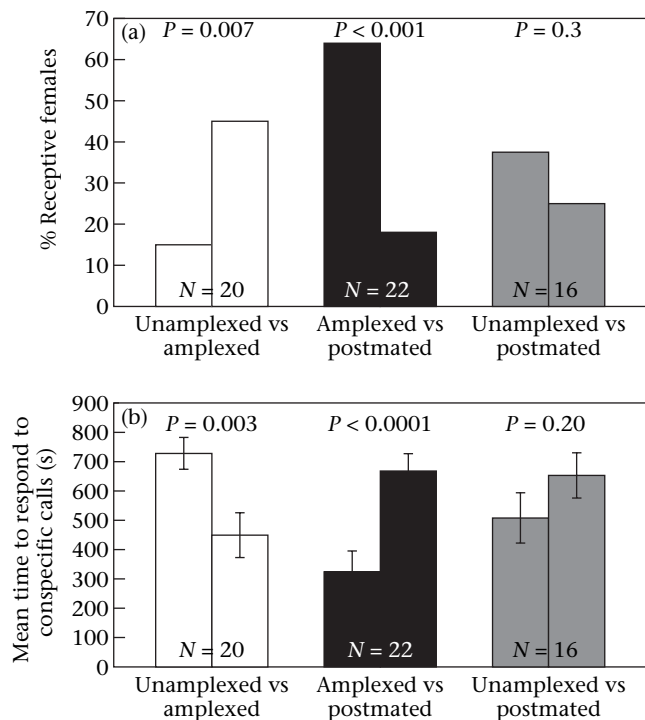 (a)
P = 0.007 P < 0.001 P = 0.3
70
60
50
40
30
20
10
0
% Receptive females
N = 20 N = 22 N = 16
Unamplexed vs amplexed
Amplexed vs postmated
Unamplexed vs postmated
(b)
P = 0.003 P < 0.0001 P = 0.20
900
800
700
600
500
400
300
200
100
0
Mean time to respond to
conspecific calls (s)
N = 20 N = 22 N = 16
Unamplexed vs amplexed
Amplexed vs postmated
Unamplexed vs postmated